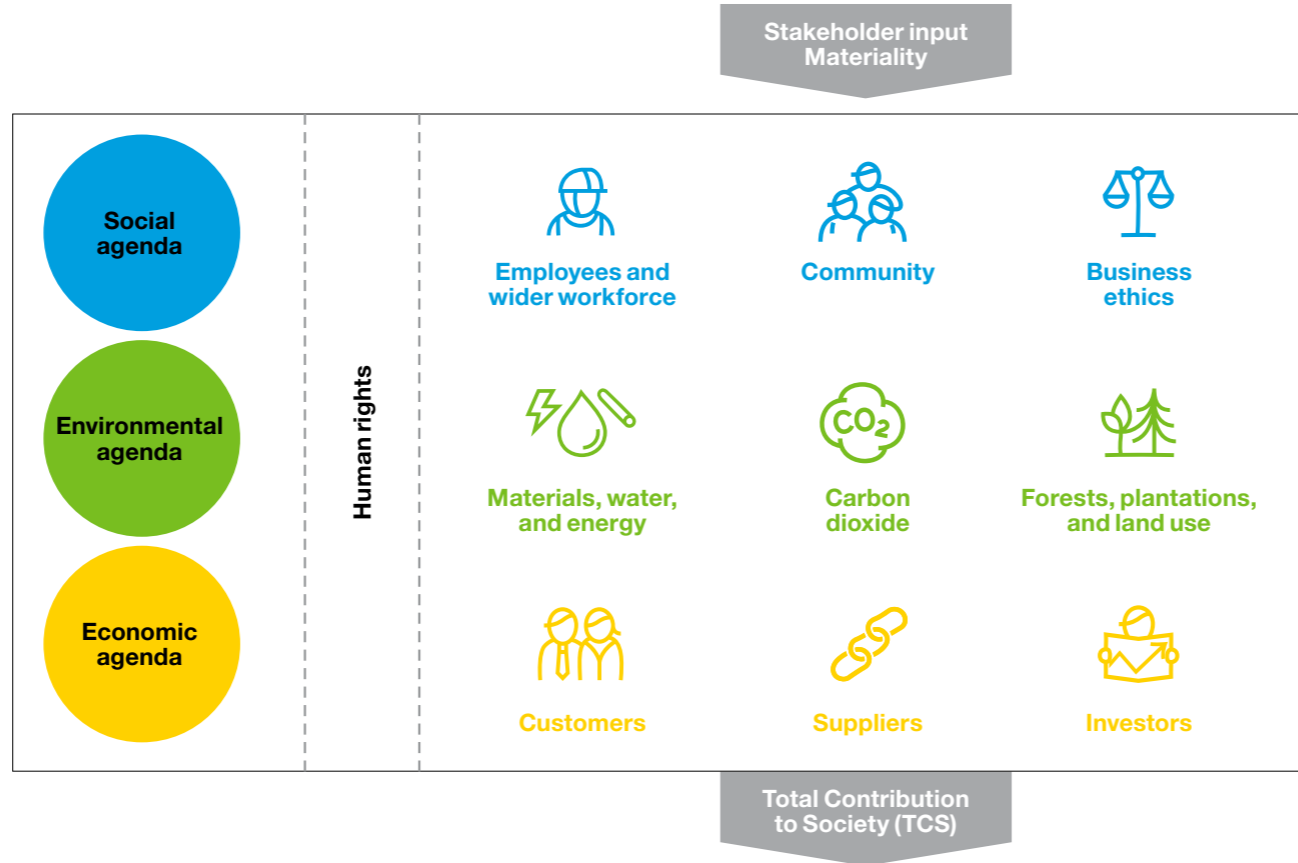 Stakeholder input
Materiality
Social
agenda
Employees and
wider workforce
Community
Business
ethics
Human rights
Environmental
agenda
CO₂
Materials, water,
and energy
Carbon
dioxide
Forests, plantations,
and land use
Economic
agenda
Customers
Suppliers
Investors
Total Contribution
to Society (TCS)